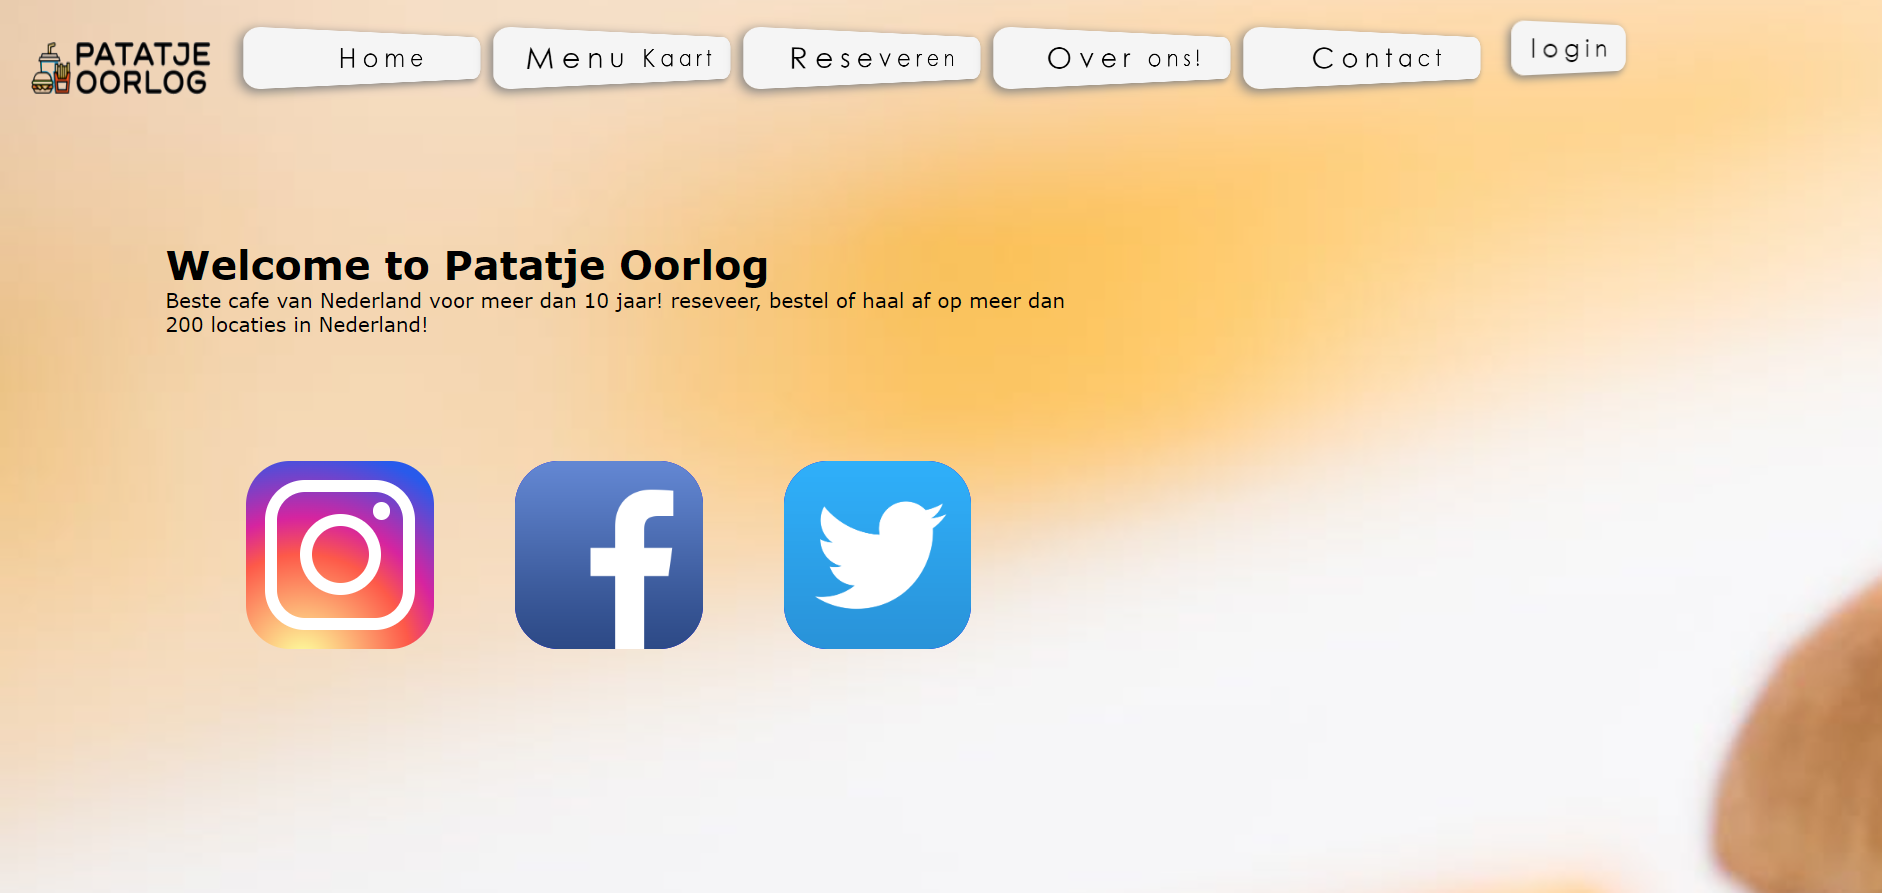 PATATJE
OORLOG
Home
Menu Kaart
Reseveren
Over ons!
Contact
login
Welcome to Patatje Oorlog
Beste cafe van Nederland voor meer dan 10 jaar! reseveer, bestel of haal af op meer dan
200 locaties in Nederland!